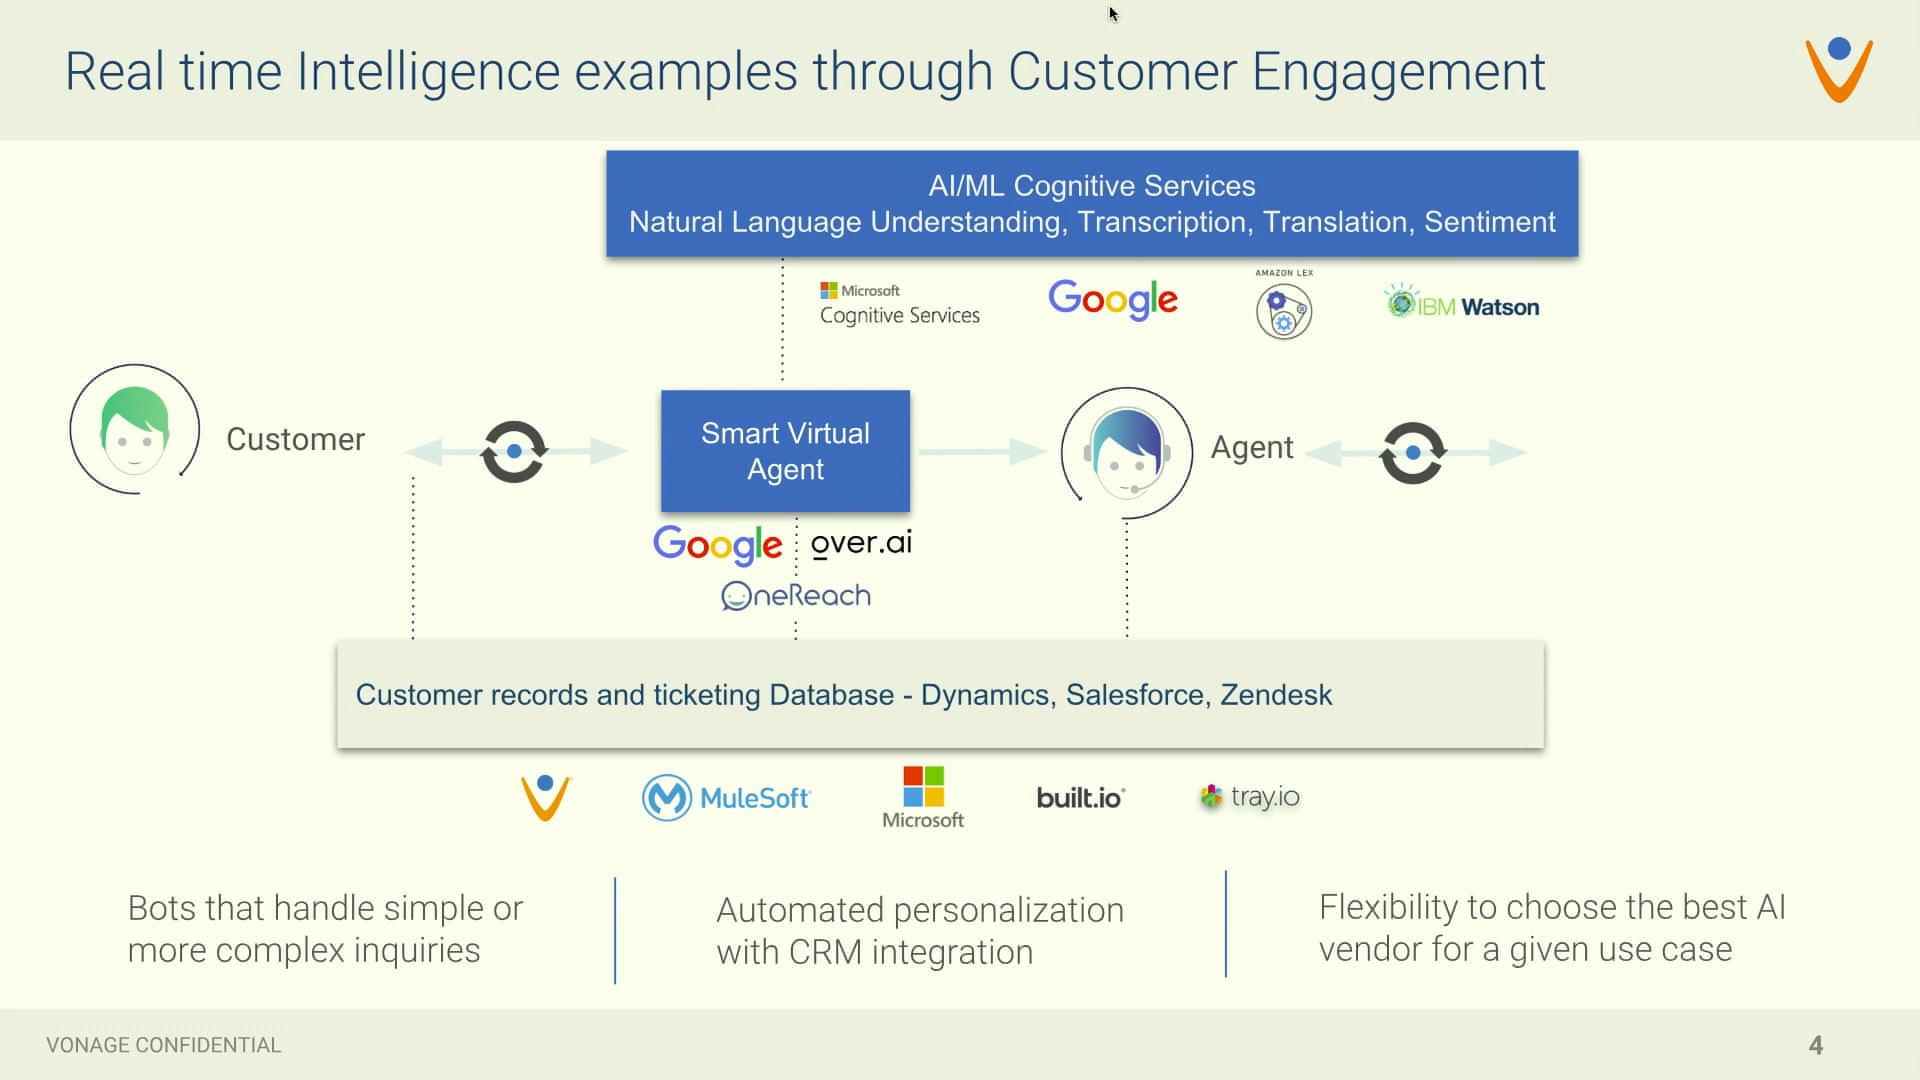 Real time Intelligence examples through Customer Engagement
AI/ML Cognitive Services
Natural Language Understanding, Transcription, Translation, Sentiment
Microsoft
Cognitive Services
Google
AMAZON LEX
IBM Watson
Customer
Smart Virtual
Agent
Agent
Google
over.ai
OneReach
Customer records and ticketing Database - Dynamics, Salesforce, Zendesk
MuleSoft
Microsoft
built.io
tray.io
Bots that handle simple or
more complex inquiries
Automated personalization
with CRM integration
Flexibility to choose the best AI
vendor for a given use case
VONAGE CONFIDENTIAL
4